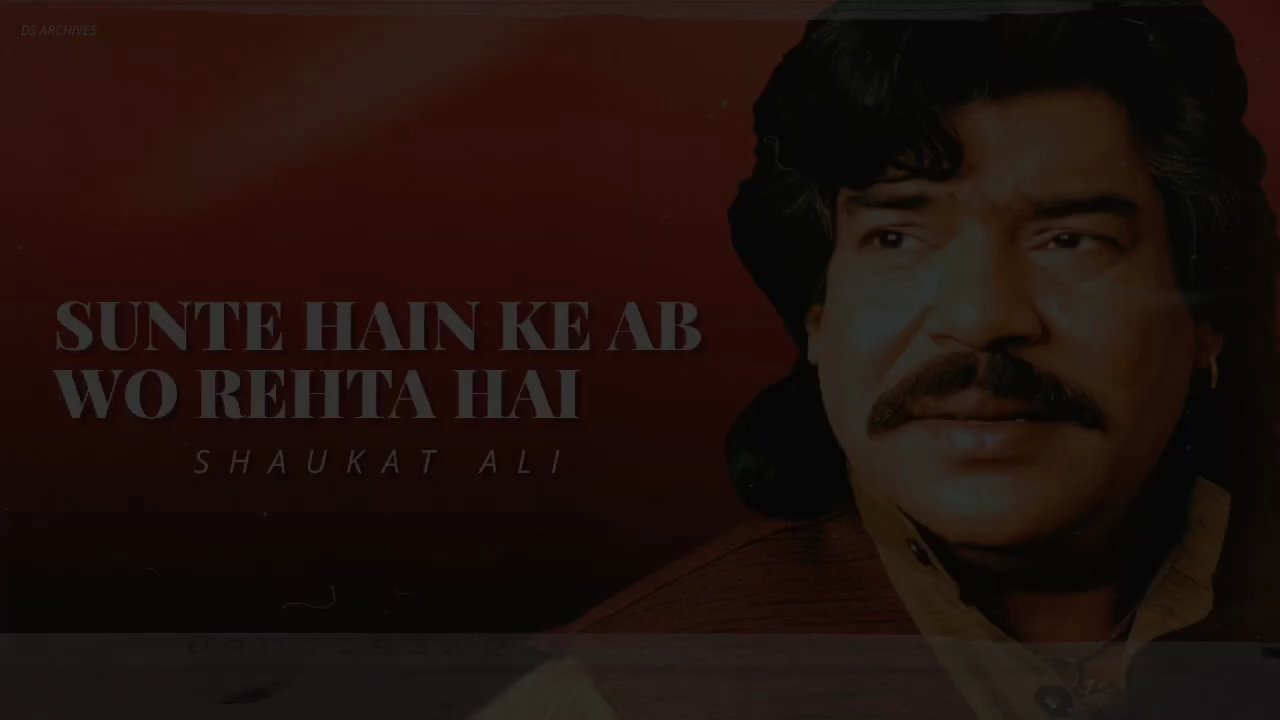 DS ARCHIVES
SUNTE HAIN KE AB
WO REHTA HAI
SHAUKAT ALI